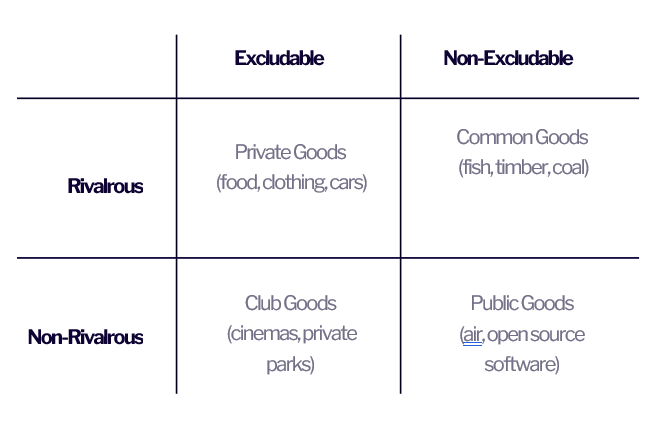 Excludable
Non-Excludable
Rivalrous
Private Goods
(food, clothing, cars)
Common Goods
(fish, timber, coal)
Non-Rivalrous
Club Goods
(cinemas, private
parks)
Public Goods
(air, open source
software)